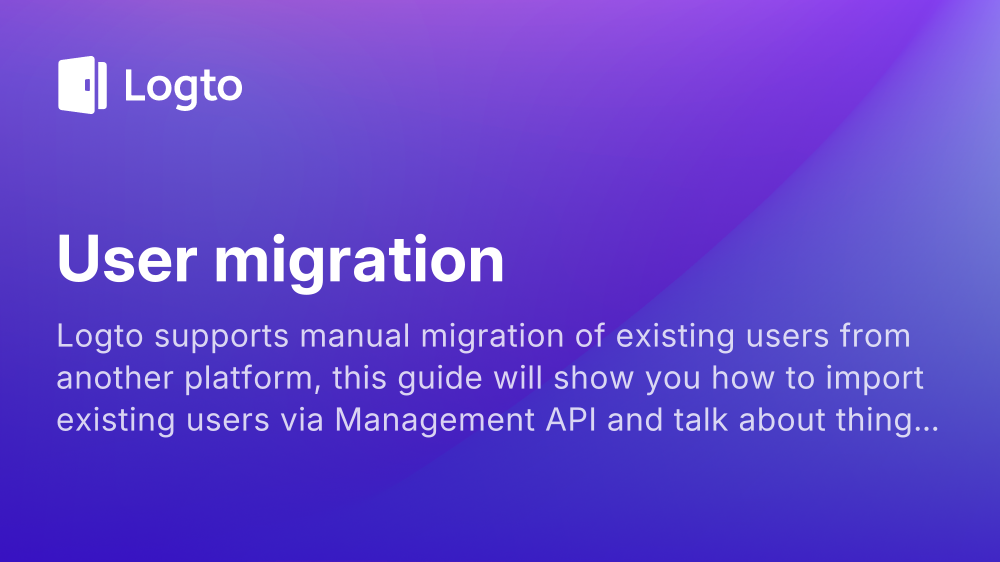 Logto
User migration
Logto supports manual migration of existing users from
another platform, this guide will show you how to import
existing users via Management API and talk about thing...